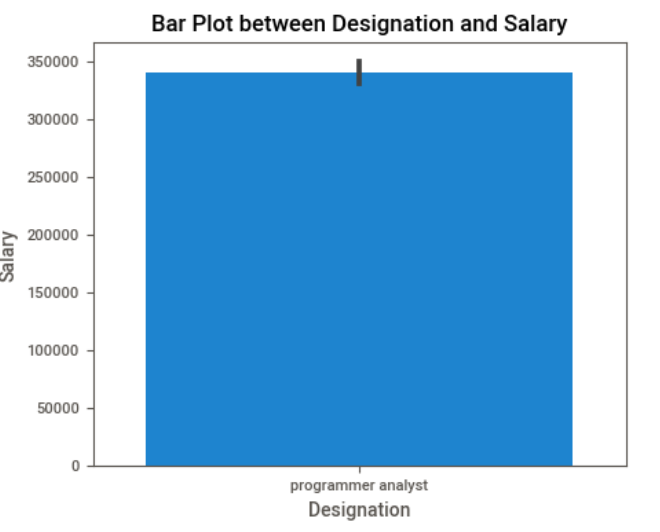 Bar Plot between Designation and Salary
350000
300000
250000
200000
150000
100000
50000
0
Salary
programmer analyst
Designation